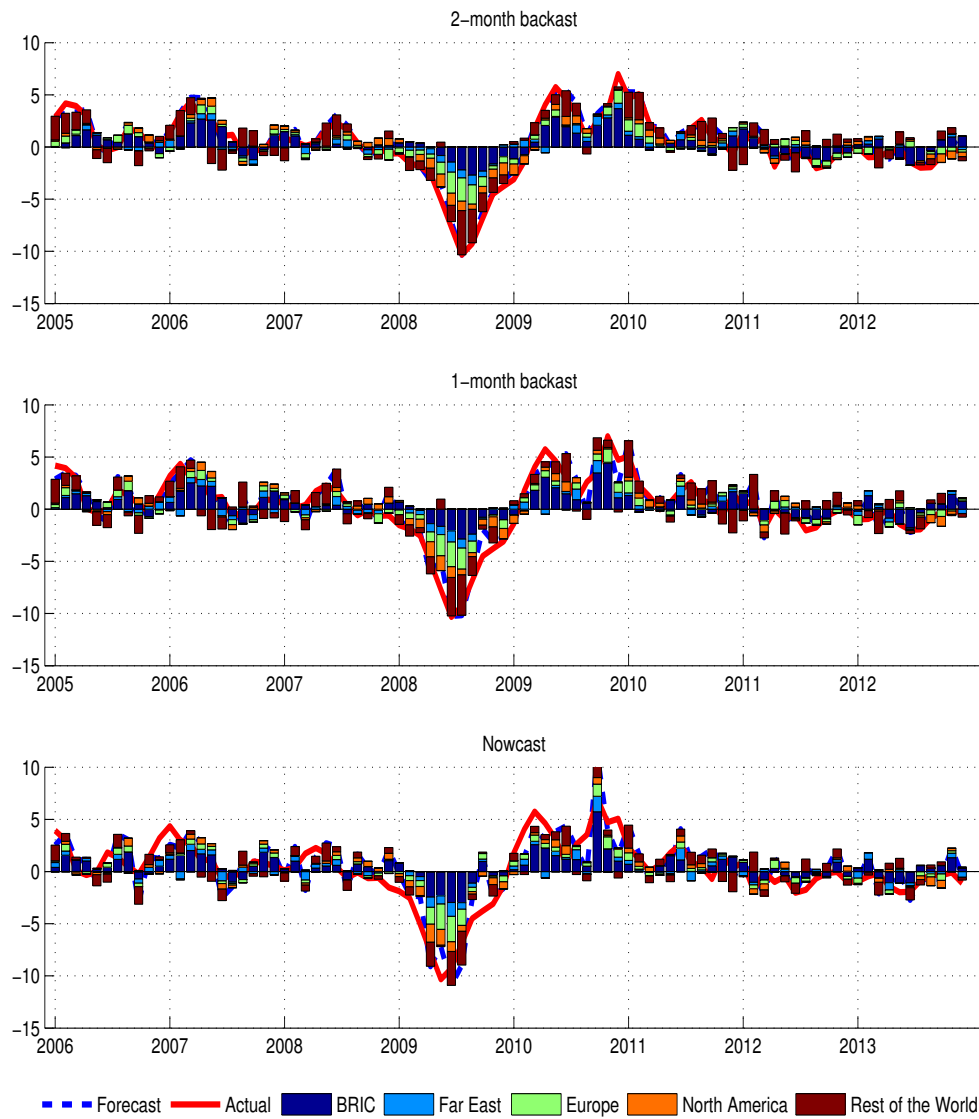 2−month backast
10
5
0
−5
−10
−15
2005 2006 2007 2008 2009 2010 2011 2012
1−month backast
10
5
0
−5
−10
−15
2005 2006 2007 2008 2009 2010 2011 2012
Nowcast
10
5
0
−5
−10
−15
2006 2007 2008 2009 2010 2011 2012 2013
Forecast Actual BRIC Far East Europe North America Rest of the World